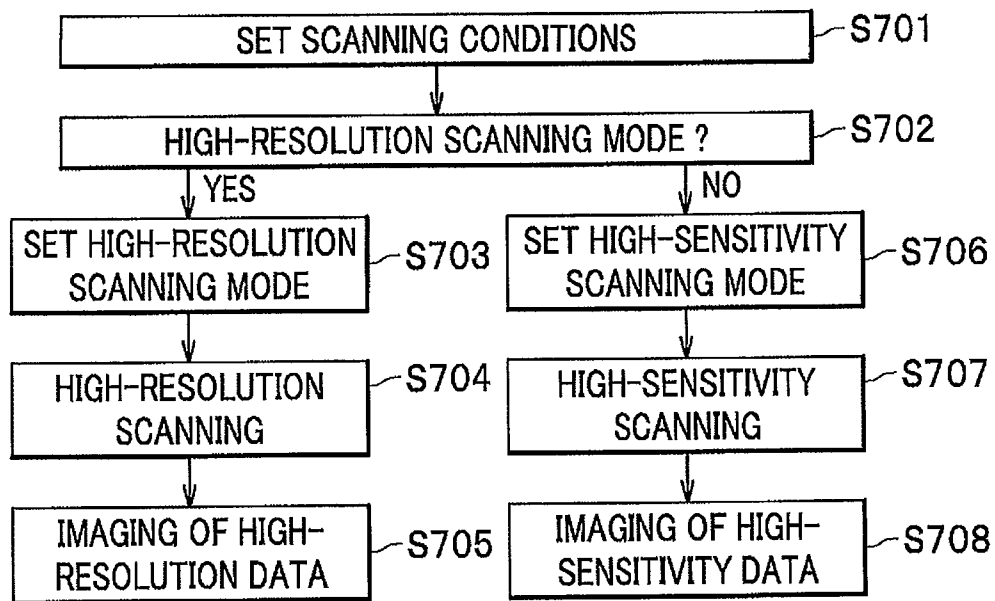 SET SCANNING CONDITIONS
S701
HIGH-RESOLUTION SCANNING MODE ?
S702
YES
NO
SET HIGH-RESOLUTION
SCANNING MODE
S703
SET HIGH-SENSITIVITY
SCANNING MODE
S706
HIGH-RESOLUTION
SCANNING
S704
HIGH-SENSITIVITY
SCANNING
S707
IMAGING OF HIGH-
RESOLUTION DATA
S705
IMAGING OF HIGH-
SENSITIVITY DATA
S708